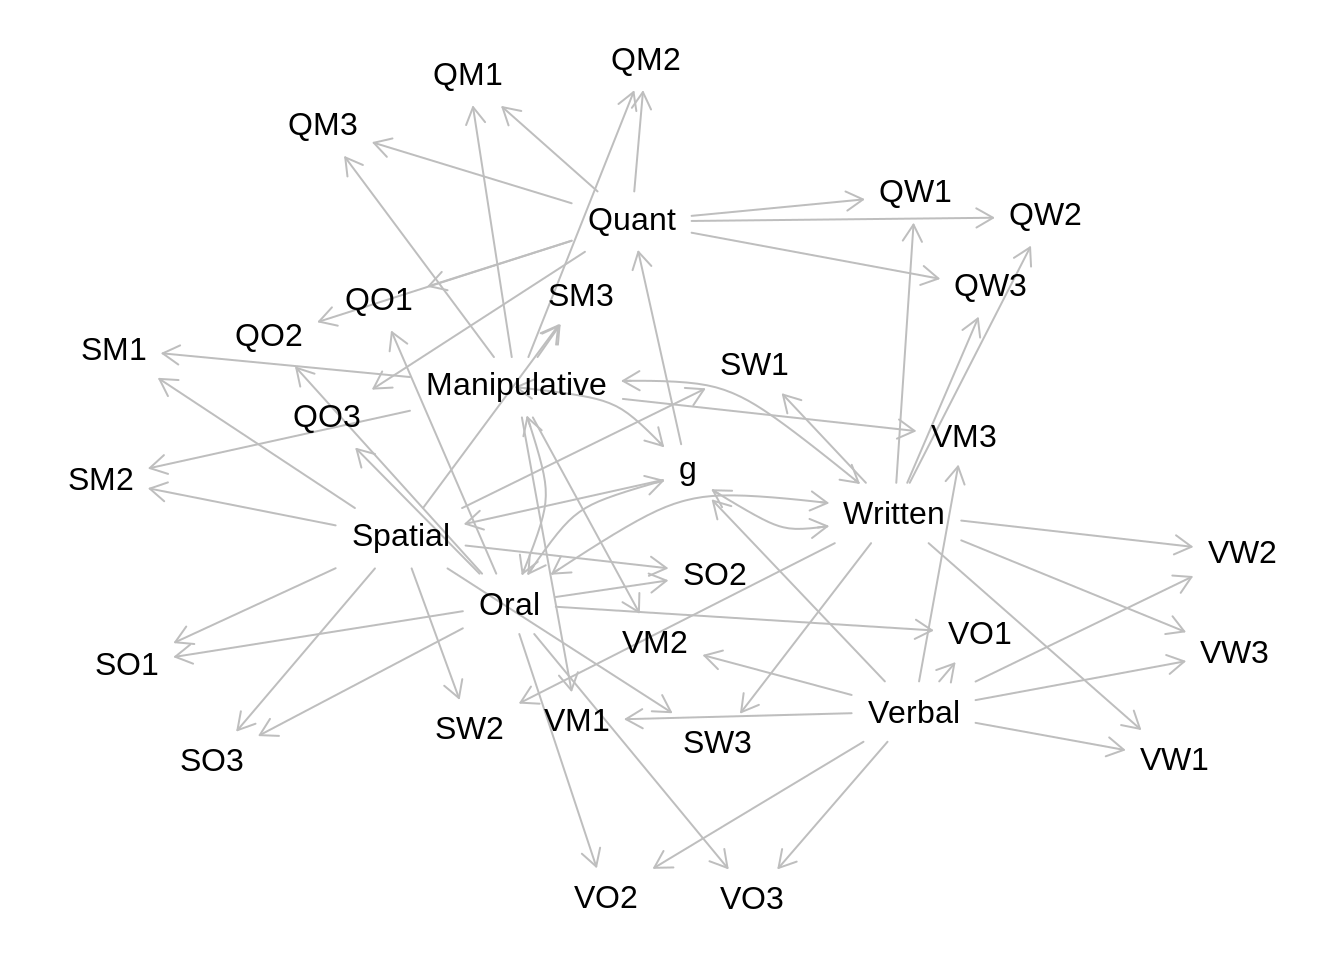 QM2
QM1
QM3
QW1
QW2
Quant
QW3
SM3
QO1
QO2
SM1
SW1
Manipulative
QO3
VM3
g
SM2
Written
Spatial
VW2
SO2
Oral
VO1
VM2
VW3
SO1
Verbal
VM1
SW2
SW3
VW1
SO3
VO2
VO3